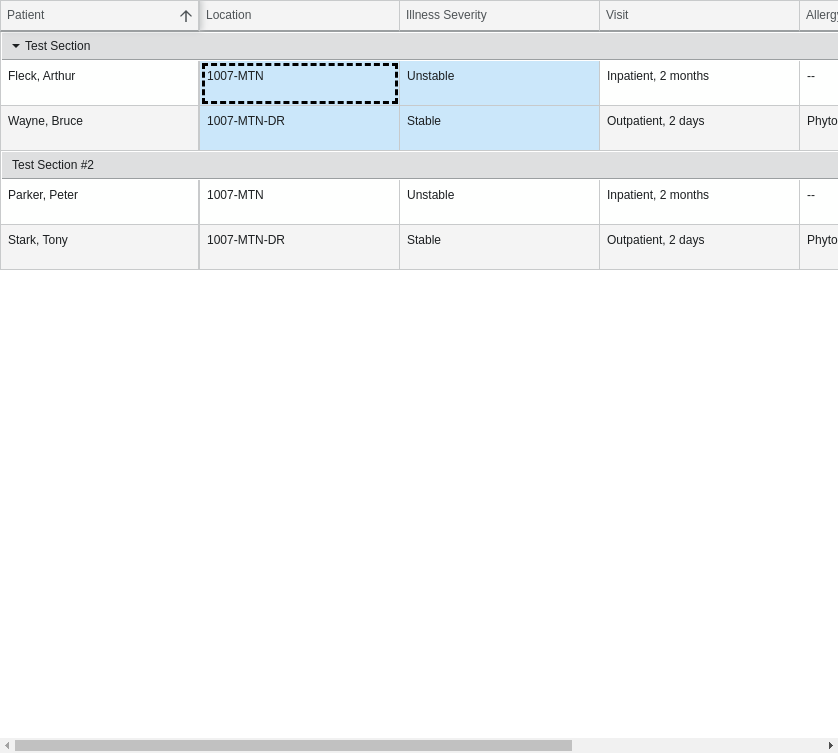 Patient Location Illness Severity Visit Allergy
Test Section
Fleck, Arthur 1007-MTN Unstable Inpatient, 2 months --
Wayne, Bruce 1007-MTN-DR Stable Outpatient, 2 days Phyto
Test Section #2
Parker, Peter 1007-MTN Unstable Inpatient, 2 months --
Stark, Tony 1007-MTN-DR Stable Outpatient, 2 days Phyto